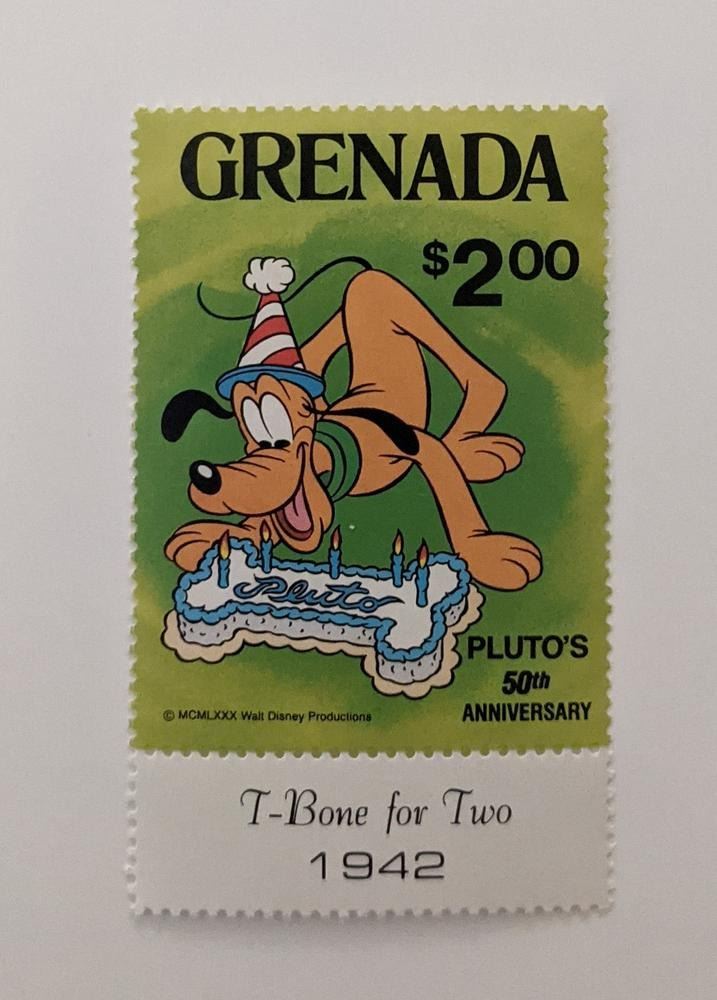 GRENADA
$2.00
Pluto
PLUTO'S
50th
ANNIVERSARY
© MCMLXXX Walt Disney Productions
T-Bone for Two
1942